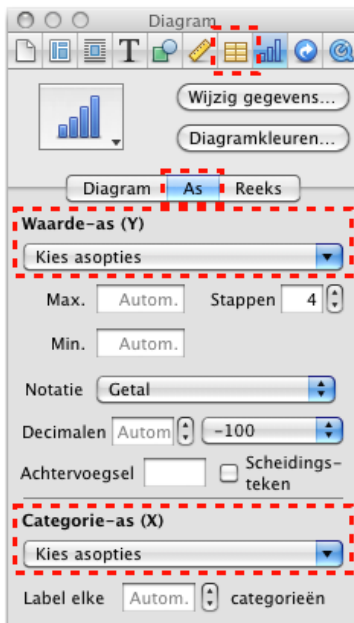 Diagram
T
Wijzig gegevens...
Diagramkleuren...
Diagram As Reeks
Waarde-as (Y)
Kies asopties
Max. Autom. Stappen 4
Min. Autom.
Notatie Getal
Decimalen Autom -100
Achtervoegsel Scheidings-
teken
Categorie-as (X)
Kies asopties
Label elke Autom. categorieën